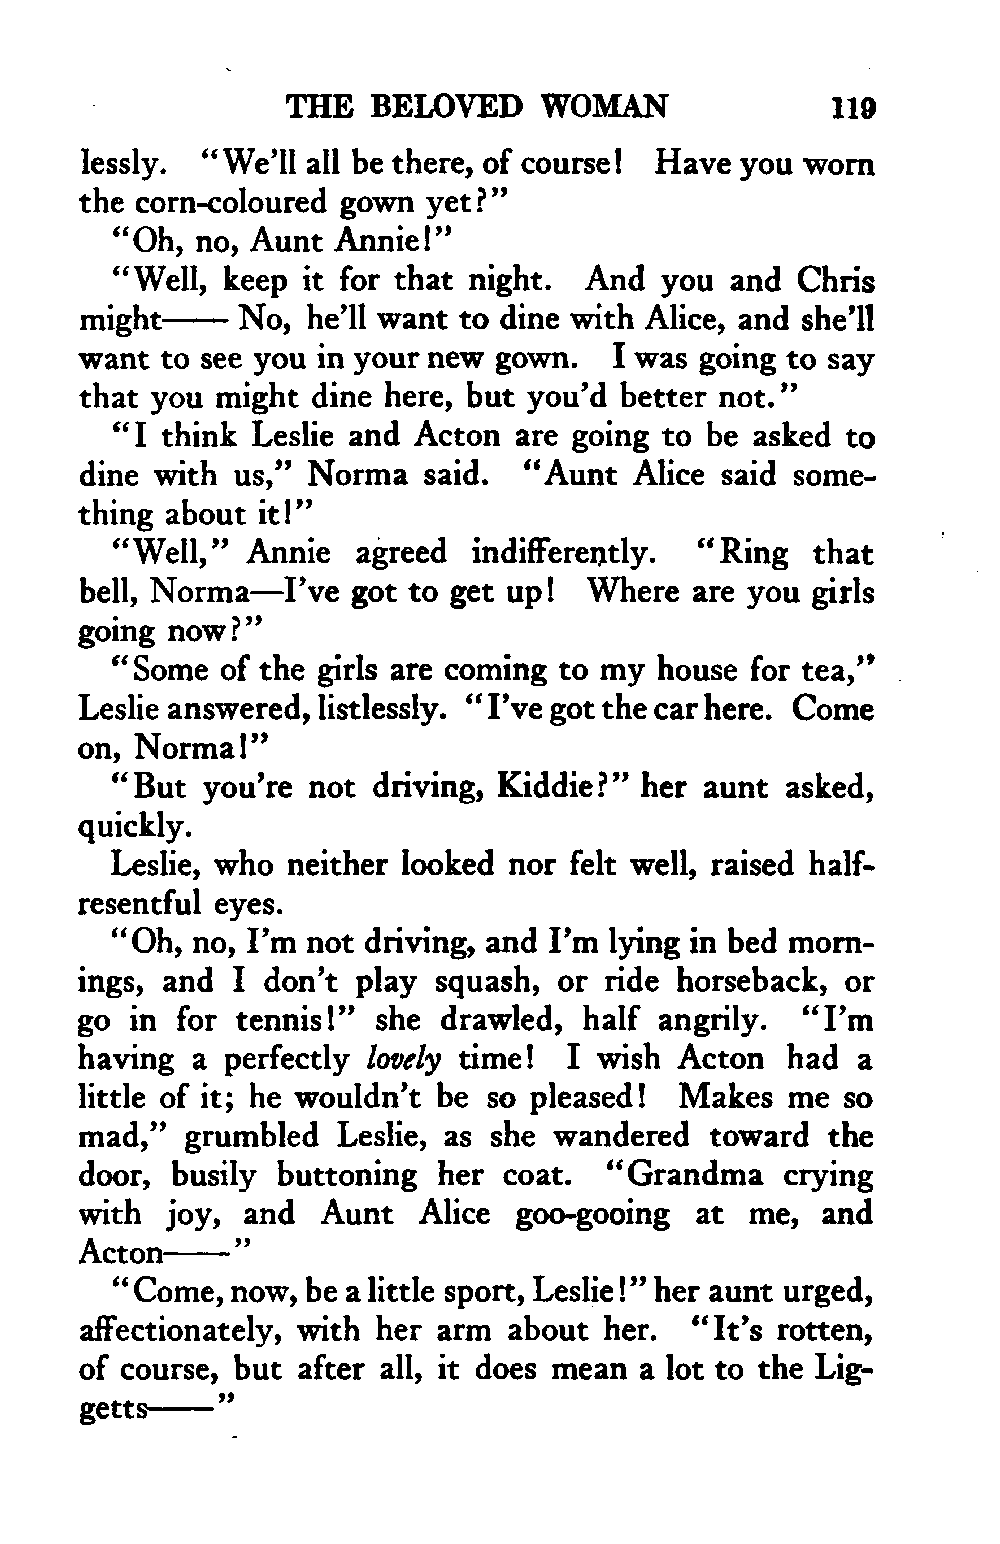 THE BELOVED WOMAN 119
lessly. "We'll all be there, of course! Have you worn
the corn-coloured gown yet?"
"Oh, no, Aunt Annie!"
"Well, keep it for that night. And you and Chris
might—— No, he'll want to dine with Alice, and she'll
want to see you in your new gown. I was going to say
that you might dine here, but you'd better not."
"I think Leslie and Acton are going to be asked to
dine with us," Norma said. "Aunt Alice said some-
thing about it!"
"Well," Annie agreed indifferently. "Ring that
bell, Norma—I've got to get up! Where are you girls
going now?"
"Some of the girls are coming to my house for tea,"
Leslie answered, listlessly. "I've got the car here. Come
on, Norma!"
"But you're not driving, Kiddie?" her aunt asked,
quickly.
Leslie, who neither looked nor felt well, raised half-
resentful eyes.
"Oh, no, I'm not driving, and I'm lying in bed morn-
ings, and I don't play squash, or ride horseback, or
go in for tennis!" she drawled, half angrily. "I'm
having a perfectly lovely time! I wish Acton had a
little of it; he wouldn't be so pleased! Makes me so
mad," grumbled Leslie, as she wandered toward the
door, busily buttoning her coat. "Grandma crying
with joy, and Aunt Alice goo-gooing at me, and
Acton——"
"Come, now, be a little sport, Leslie!" her aunt urged,
affectionately, with her arm about her. "It's rotten,
of course, but after all, it does mean a lot to the Lig-
getts——"